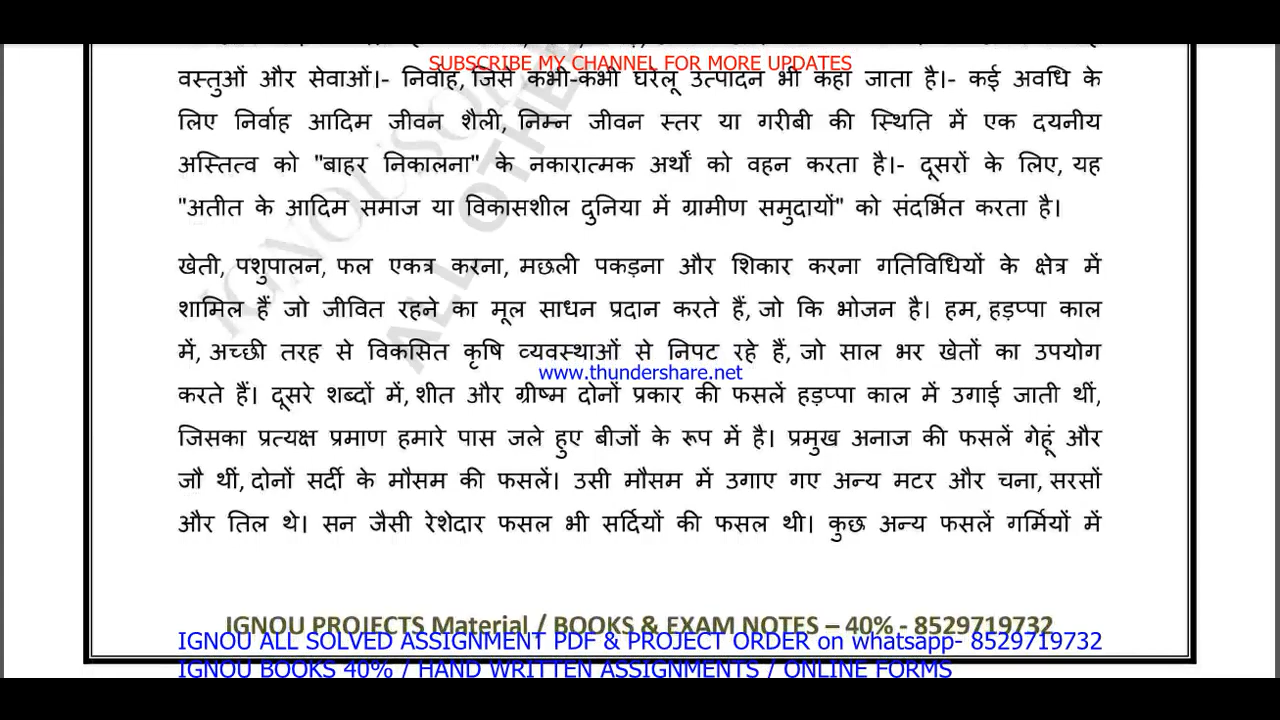 SUBSCRIBE MY CHANNEL FOR MORE UPDATES
वस्तुओं और सेवाओं।- निर्वाह, जिसे कभी-कभी घरेलू उत्पादन भी कहा जाता है।- कई अवधि के
लिए निर्वाह आदिम जीवन शैली, निम्न जीवन स्तर या गरीबी की स्थिति में एक दयनीय
अस्तित्व को "बाहर निकालना" के नकारात्मक अर्थों को वहन करता है।- दूसरों के लिए, यह
"अतीत के आदिम समाज या विकासशील दुनिया में ग्रामीण समुदायों" को संदर्भित करता है।
खेती, पशुपालन, फल एकत्र करना, मछली पकड़ना और शिकार करना गतिविधियों के क्षेत्र में
शामिल हैं जो जीवित रहने का मूल साधन प्रदान करते हैं, जो कि भोजन है। हम, हड़प्पा काल
में, अच्छी तरह से विकसित कृषि व्यवस्थाओं से निपट रहे हैं, जो साल भर खेतों का उपयोग
www.thundershare.net
करते हैं। दूसरे शब्दों में, शीत और ग्रीष्म दोनों प्रकार की फसलें हड़प्पा काल में उगाई जाती थीं,
जिसका प्रत्यक्ष प्रमाण हमारे पास जले हुए बीजों के रूप में है। प्रमुख अनाज की फसलें गेहूं और
जौ थीं, दोनों सर्दी के मौसम की फसलें। उसी मौसम में उगाए गए अन्य मटर और चना, सरसों
और तिल थे। सन जैसी रेशेदार फसल भी सर्दियों की फसल थी। कुछ अन्य फसलें गर्मियों में
IGNOU PROJECTS Material / BOOKS & EXAM NOTES – 40% - 8529719732
IGNOU ALL SOLVED ASSIGNMENT PDF & PROJECT ORDER on whatsapp- 8529719732
IGNOU BOOKS 40% / HAND WRITTEN ASSIGNMENTS / ONLINE FORMS